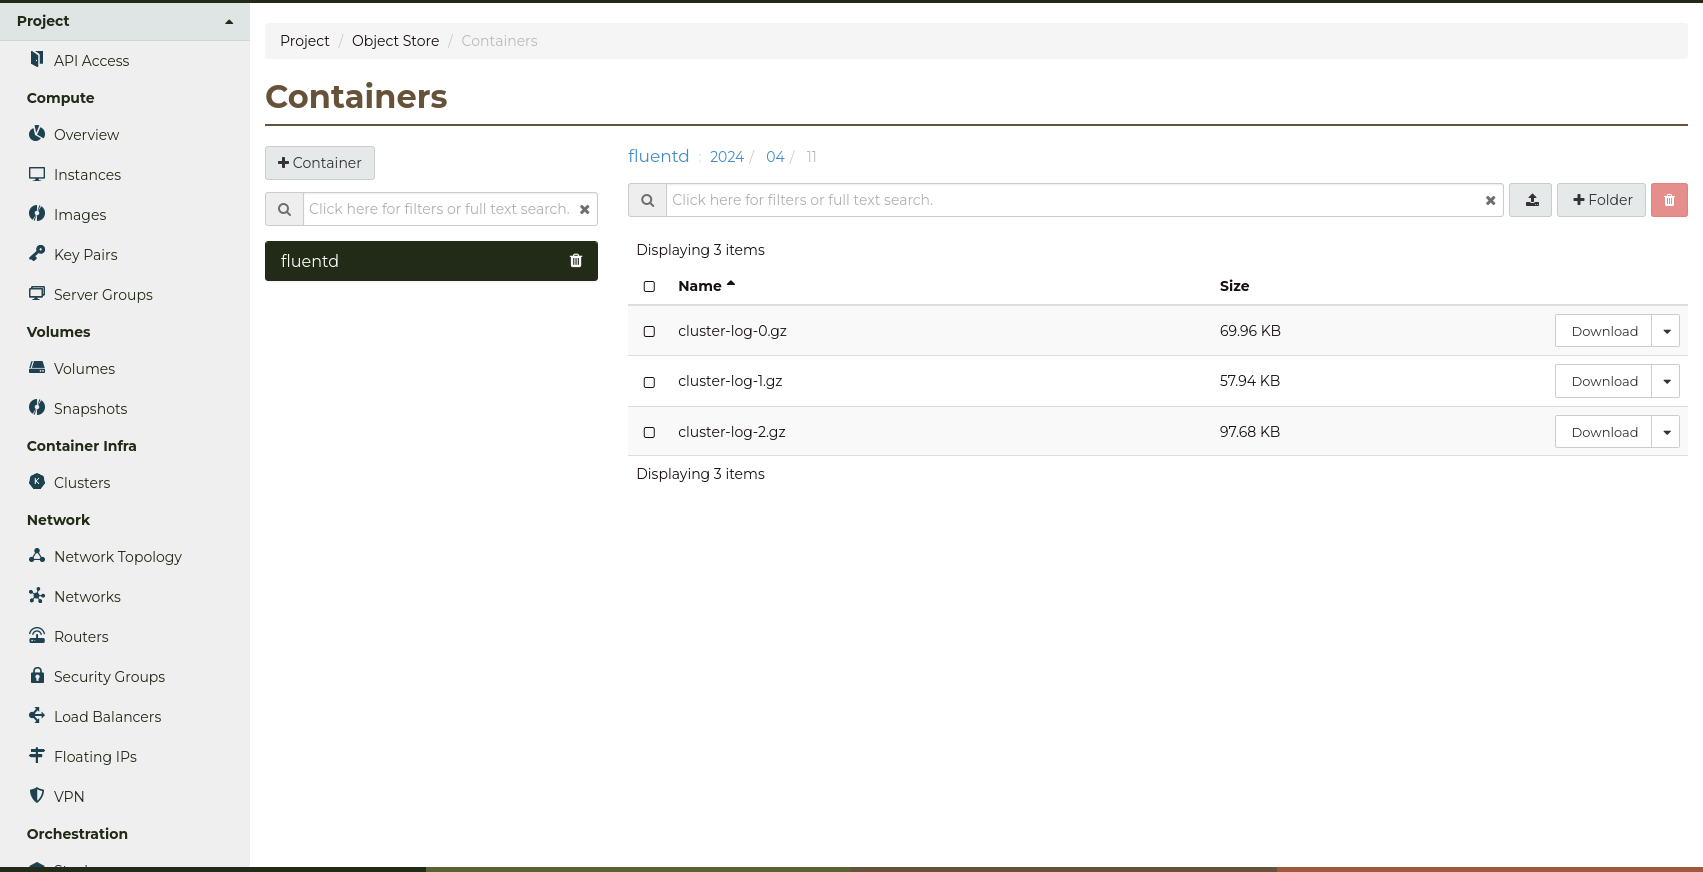 Project
API Access
Compute
Overview
Instances
Images
Key Pairs
Server Groups
Volumes
Volumes
Snapshots
Container Infra
Clusters
Network
Network Topology
Networks
Routers
Security Groups
Load Balancers
Floating IPs
VPN
Orchestration
Project / Object Store / Containers
Containers
+ Container
Click here for filters or full text search.
fluentd
fluentd : 2024 / 04 / 11
Click here for filters or full text search.
+ Folder
Displaying 3 items
Name Size
cluster-log-0.gz 69.96 KB Download
cluster-log-1.gz 57.94 KB Download
cluster-log-2.gz 97.68 KB Download
Displaying 3 items